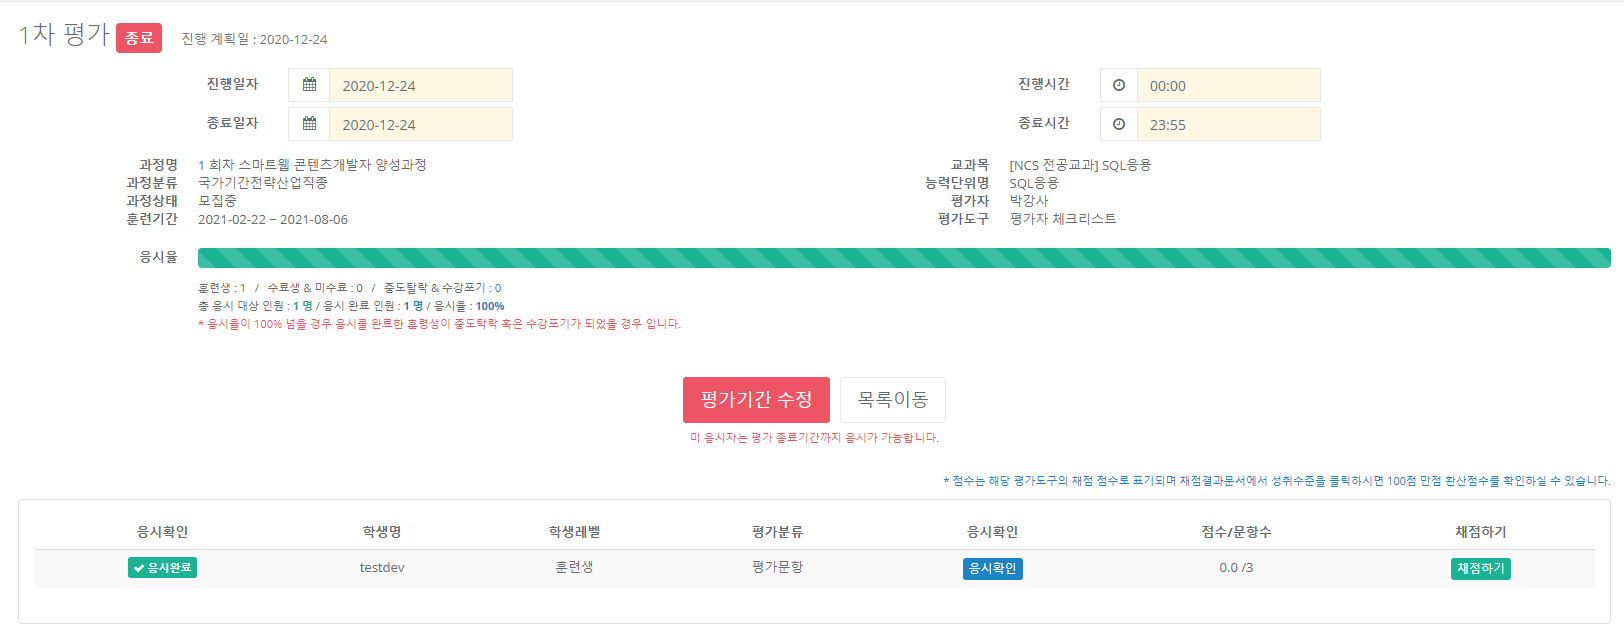 1차 평가 종료 진행 계획일 : 2020-12-24
진행일자 2020-12-24 진행시간 00:00
종료일자 2020-12-24 종료시간 23:55
과정명 1 회차 스마트웹 콘텐츠개발자 양성과정 교과목 [NCS 전공교과] SQL응용
과정분류 국가기간전략산업직종 능력단위명 SQL응용
과정상태 모집중 평가자 박강사
훈련기간 2021-02-22 ~ 2021-08-06 평가도구 평가자 체크리스트
응시율
훈련생 : 1 / 수료생 & 미수료 : 0 / 중도탈락 & 수강포기 : 0
총 응시 대상 인원 : 1 명 / 응시 완료 인원 : 1 명 / 응시율 : 100%
* 응시율이 100% 넘을 경우 응시를 완료한 훈령생이 중도탁락 혹은 수강포기가 되었을 경우 입니다.
평가기간 수정 목록이동
미 응시자는 평가 종료기간까지 응시가 가능합니다.
* 점수는 해당 평가도구의 채점 점수로 표기되며 채점결과문서에서 성취수준을 클릭하시면 100점 만점 환산점수를 확인하실 수 있습니다.
응시확인 학생명 학생레벨 평가분류 응시확인 점수/문항수 채점하기
응시완료 testdev 훈련생 평가문항 응시확인 0.0 /3 채점하기